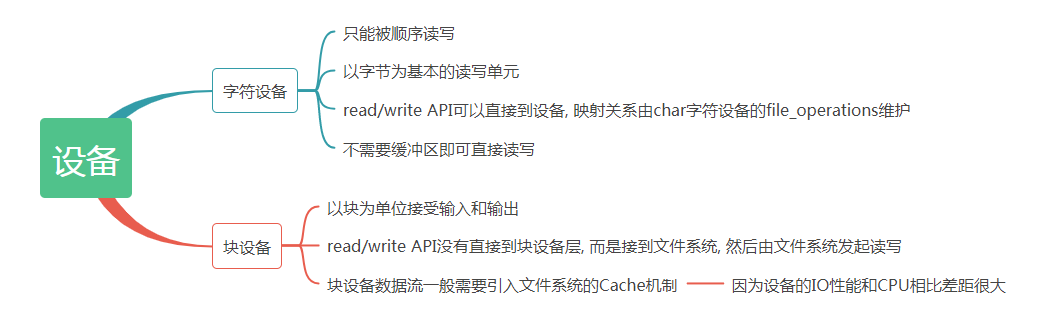 设备
字符设备
只能被顺序读写
以字节为基本的读写单元
read/write API可以直接到设备, 映射关系由char字符设备的file_operations维护
不需要缓冲区即可直接读写
块设备
以块为单位接受输入和输出
read/write API没有直接到块设备层, 而是接到文件系统, 然后由文件系统发起读写
块设备数据流一般需要引入文件系统的Cache机制
因为设备的IO性能和CPU相比差距很大